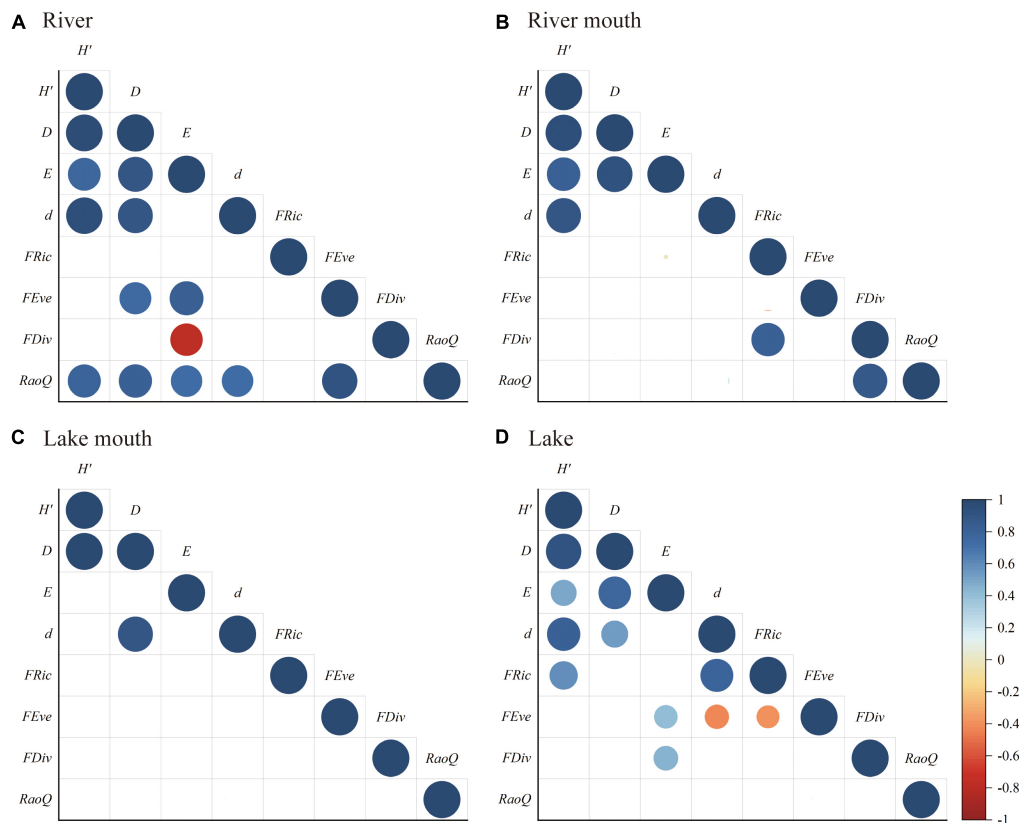 A River
H'
H' D
D E
E d
d FRic
FRic FEve
FEve FDiv
FDiv RaoQ
RaoQ
B River mouth
H'
H' D
D E
E d
d FRic
FRic FEve
FEve FDiv
FDiv RaoQ
RaoQ
C Lake mouth
H'
H' D
D E
E d
d FRic
FRic FEve
FEve FDiv
FDiv RaoQ
RaoQ
D Lake
H'
H' D
D E
E d
d FRic
FRic FEve
FEve FDiv
FDiv RaoQ
RaoQ
1
0.8
0.6
0.4
0.2
0
-0.2
-0.4
-0.6
-0.8
-1